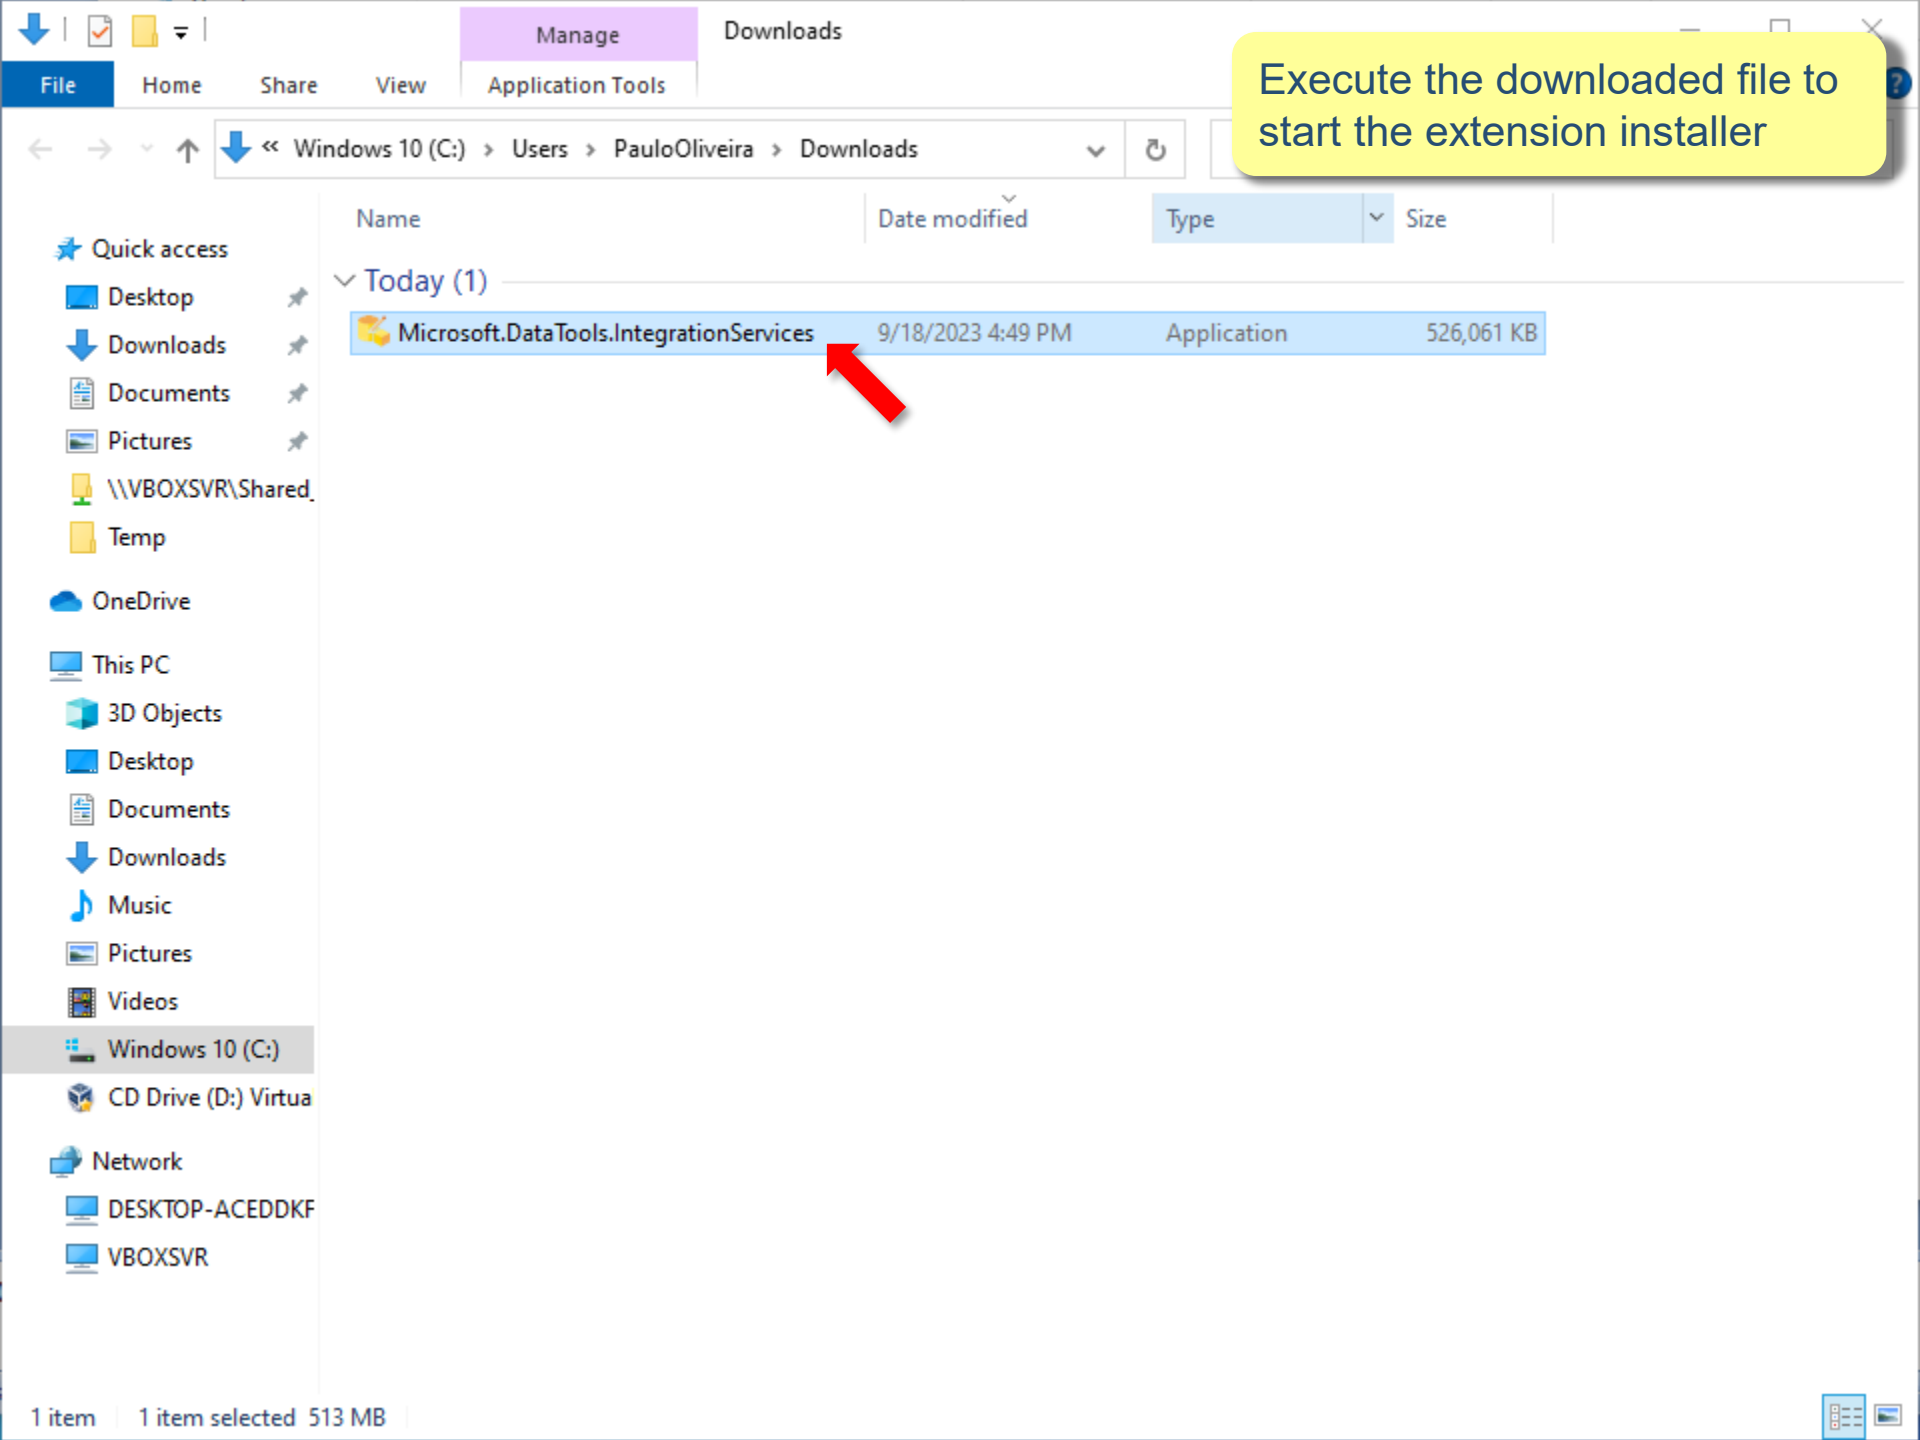 Manage
Downloads
File
Home
Share
View
Application Tools
Execute the downloaded file to
start the extension installer
?
« Windows 10 (C:) > Users > PauloOliveira > Downloads
Name
Date modified
Type
Size
Quick access
Desktop
Downloads
Documents
Pictures
\\VBOXSVR\Shared_
Temp
OneDrive
This PC
3D Objects
Desktop
Documents
Downloads
Music
Pictures
Videos
Windows 10 (C:)
CD Drive (D:) Virtua
Network
DESKTOP-ACEDDKF
VBOXSVR
Today (1)
Microsoft.DataTools.IntegrationServices
9/18/2023 4:49 PM
Application
526,061 KB
1 item
1 item selected 513 MB